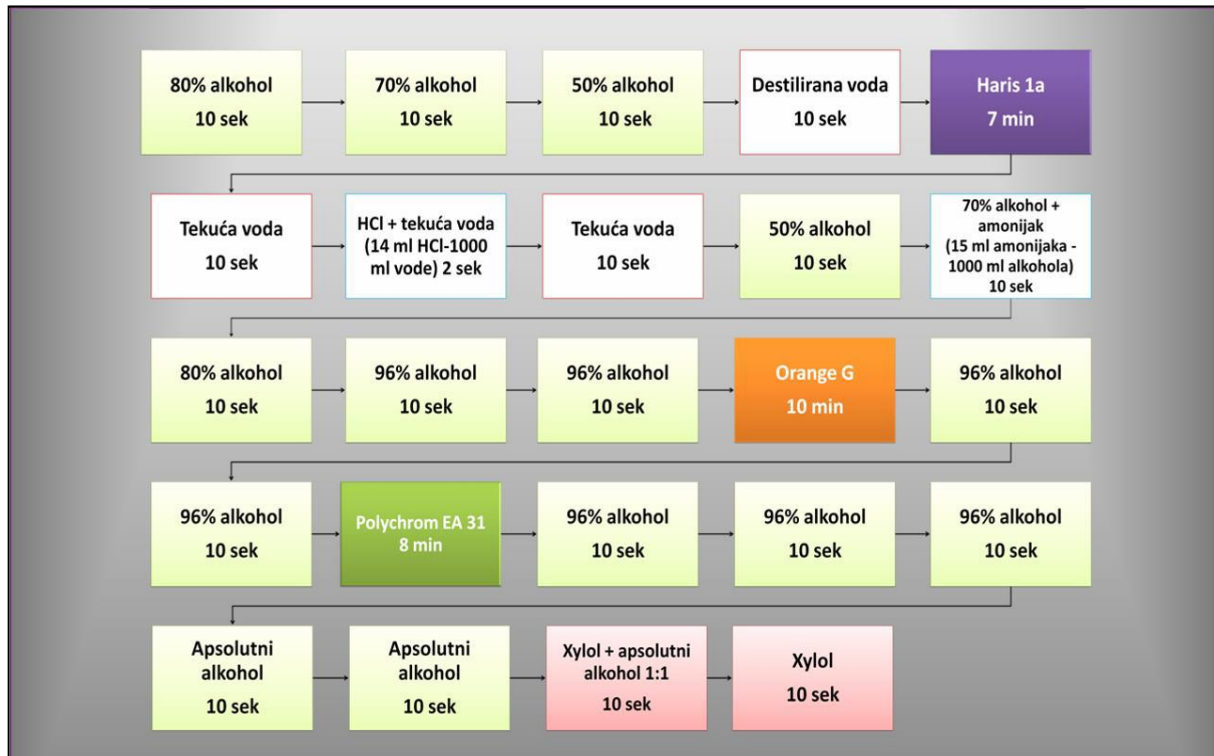 80% alkohol
10 sek
70% alkohol
10 sek
50% alkohol
10 sek
Destilirana voda
10 sek
Haris 1a
7 min
Tekuća voda
10 sek
HCl + tekuća voda
(14 ml HCl-1000
ml vode) 2 sek
Tekuća voda
10 sek
50% alkohol
10 sek
70% alkohol +
amonijak
(15 ml amonijaka -
1000 ml alkohola)
10 sek
80% alkohol
10 sek
96% alkohol
10 sek
96% alkohol
10 sek
Orange G
10 min
96% alkohol
10 sek
96% alkohol
10 sek
Polychrom EA 31
8 min
96% alkohol
10 sek
96% alkohol
10 sek
96% alkohol
10 sek
Apsolutni
alkohol
10 sek
Apsolutni
alkohol
10 sek
Xylol + apsolutni
alkohol 1:1
10 sek
Xylol
10 sek